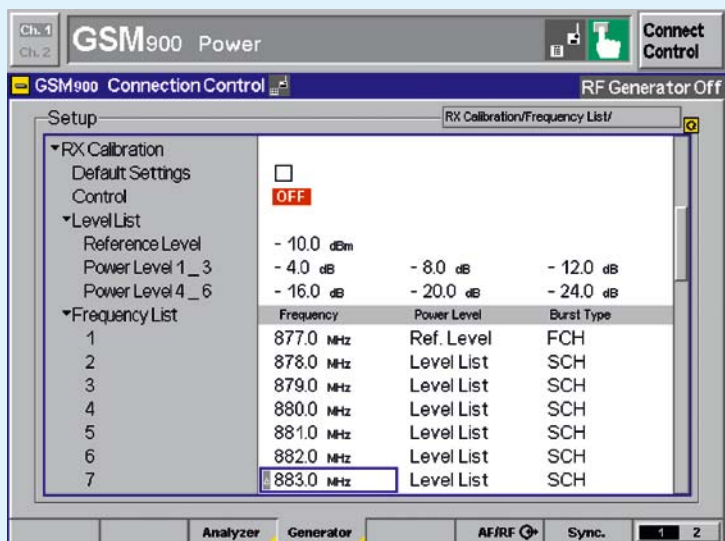 Ch. 1
Ch. 2
GSM900 Power
Connect
Control
GSM900 Connection Control
RF Generator Off
Setup
RX Calibration/Frequency List/
RX Calibration
Default Settings
Control OFF
Level List
Reference Level - 10.0 dBm
Power Level 1_3 - 4.0 dB - 8.0 dB - 12.0 dB
Power Level 4_6 - 16.0 dB - 20.0 dB - 24.0 dB
Frequency List Frequency Power Level Burst Type
1 877.0 MHz Ref. Level FCH
2 878.0 MHz Level List SCH
3 879.0 MHz Level List SCH
4 880.0 MHz Level List SCH
5 881.0 MHz Level List SCH
6 882.0 MHz Level List SCH
7 883.0 MHz Level List SCH
Analyzer Generator AF/RF Sync. 1 2